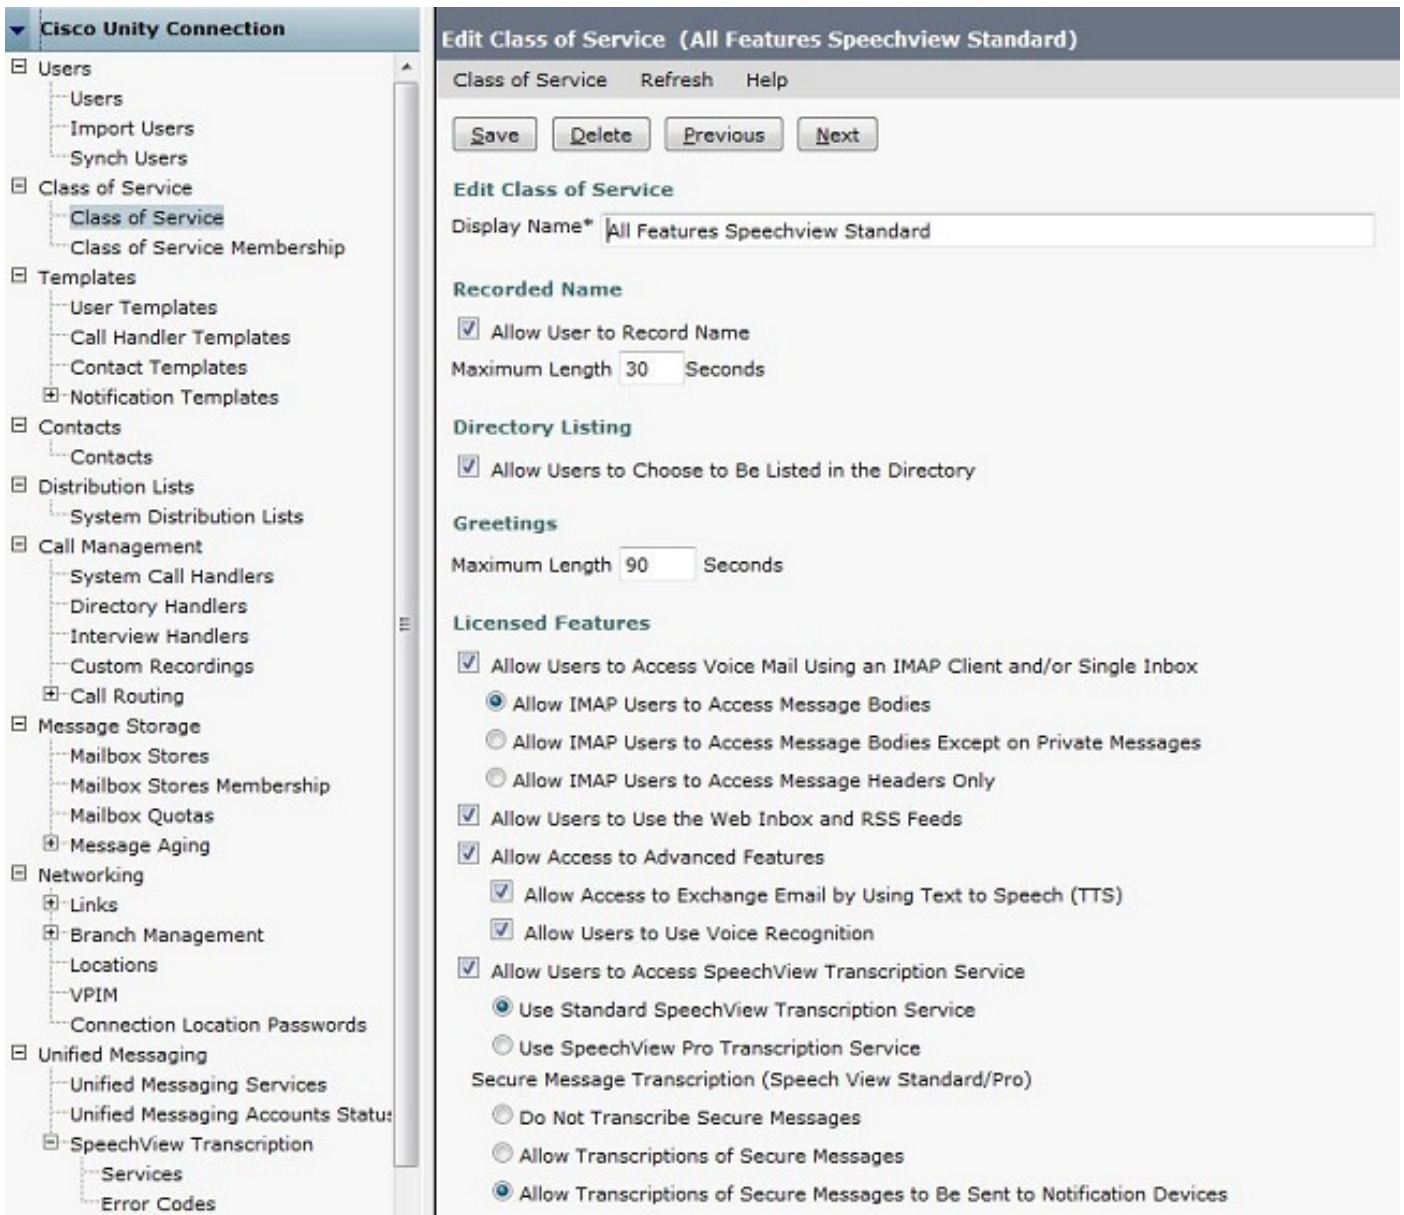 Cisco Unity Connection
Users
Users
Import Users
Synch Users
Class of Service
Class of Service
Class of Service Membership
Templates
User Templates
Call Handler Templates
Contact Templates
Notification Templates
Contacts
Contacts
Distribution Lists
System Distribution Lists
Call Management
System Call Handlers
Directory Handlers
Interview Handlers
Custom Recordings
Call Routing
Message Storage
Mailbox Stores
Mailbox Stores Membership
Mailbox Quotas
Message Aging
Networking
Links
Branch Management
Locations
VPIM
Connection Location Passwords
Unified Messaging
Unified Messaging Services
Unified Messaging Accounts Status
SpeechView Transcription
Services
Error Codes
Edit Class of Service (All Features Speechview Standard)
Class of Service Refresh Help
Save Delete Previous Next
Edit Class of Service
Display Name* All Features Speechview Standard
Recorded Name
Allow User to Record Name
Maximum Length 30 Seconds
Directory Listing
Allow Users to Choose to Be Listed in the Directory
Greetings
Maximum Length 90 Seconds
Licensed Features
Allow Users to Access Voice Mail Using an IMAP Client and/or Single Inbox
Allow IMAP Users to Access Message Bodies
Allow IMAP Users to Access Message Bodies Except on Private Messages
Allow IMAP Users to Access Message Headers Only
Allow Users to Use the Web Inbox and RSS Feeds
Allow Access to Advanced Features
Allow Access to Exchange Email by Using Text to Speech (TTS)
Allow Users to Use Voice Recognition
Allow Users to Access SpeechView Transcription Service
Use Standard SpeechView Transcription Service
Use SpeechView Pro Transcription Service
Secure Message Transcription (Speech View Standard/Pro)
Do Not Transcribe Secure Messages
Allow Transcriptions of Secure Messages
Allow Transcriptions of Secure Messages to Be Sent to Notification Devices